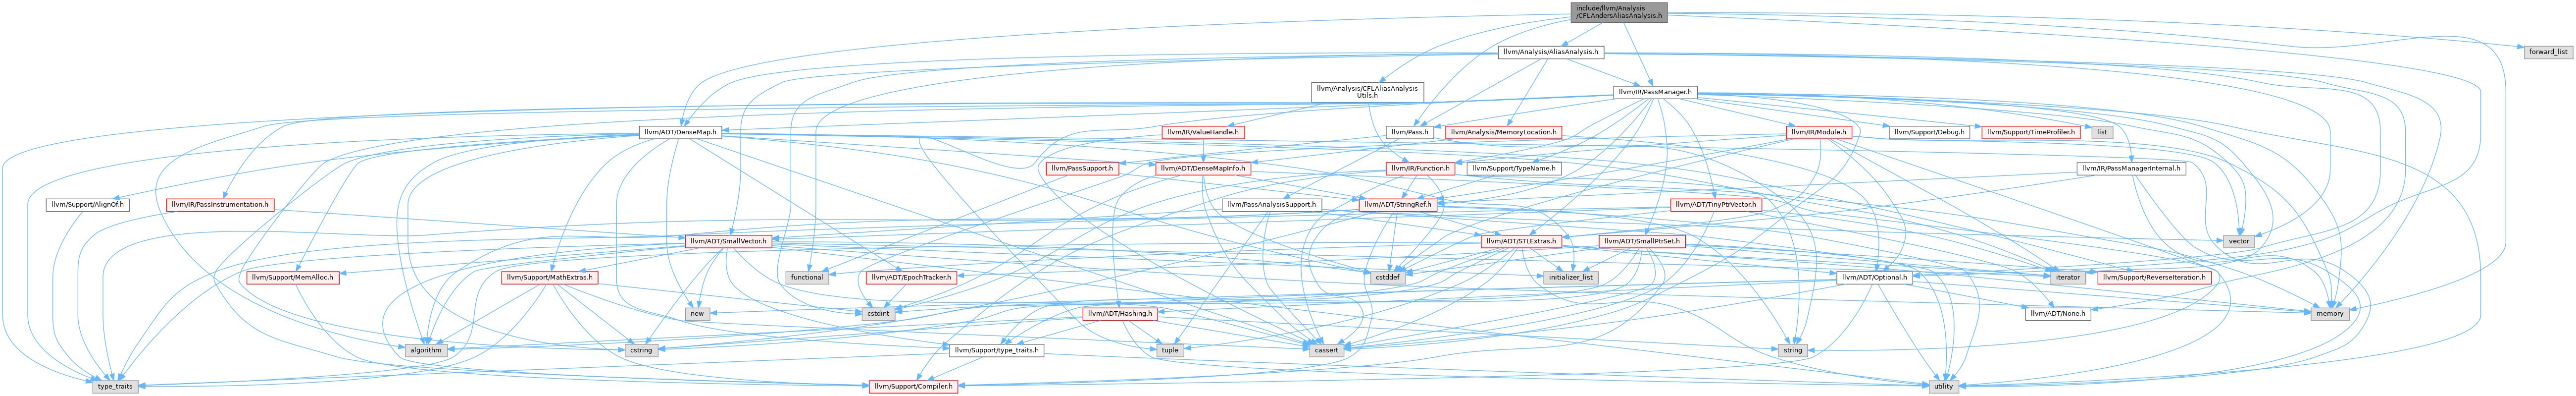 include/llvm/Analysis
/CFLAndersAliasAnalysis.h
llvm/Analysis/AliasAnalysis.h
forward_list
llvm/Analysis/CFLAliasAnalysis
Utils.h
llvm/IR/PassManager.h
llvm/ADT/DenseMap.h
llvm/IR/ValueHandle.h
llvm/Pass.h
llvm/Analysis/MemoryLocation.h
llvm/IR/Module.h
llvm/Support/Debug.h
llvm/Support/TimeProfiler.h
list
llvm/PassSupport.h
llvm/ADT/DenseMapInfo.h
llvm/IR/Function.h
llvm/Support/TypeName.h
llvm/IR/PassManagerInternal.h
llvm/Support/AlignOf.h
llvm/IR/PassInstrumentation.h
llvm/PassAnalysisSupport.h
llvm/ADT/StringRef.h
llvm/ADT/TinyPtrVector.h
llvm/ADT/SmallVector.h
llvm/ADT/STLExtras.h
llvm/ADT/SmallPtrSet.h
vector
llvm/Support/MemAlloc.h
llvm/Support/MathExtras.h
functional
llvm/ADT/EpochTracker.h
cstddef
initializer_list
llvm/ADT/Optional.h
iterator
llvm/Support/ReverseIteration.h
new
cstdint
llvm/ADT/Hashing.h
llvm/ADT/None.h
memory
algorithm
cstring
llvm/Support/type_traits.h
tuple
cassert
string
type_traits
llvm/Support/Compiler.h
utility